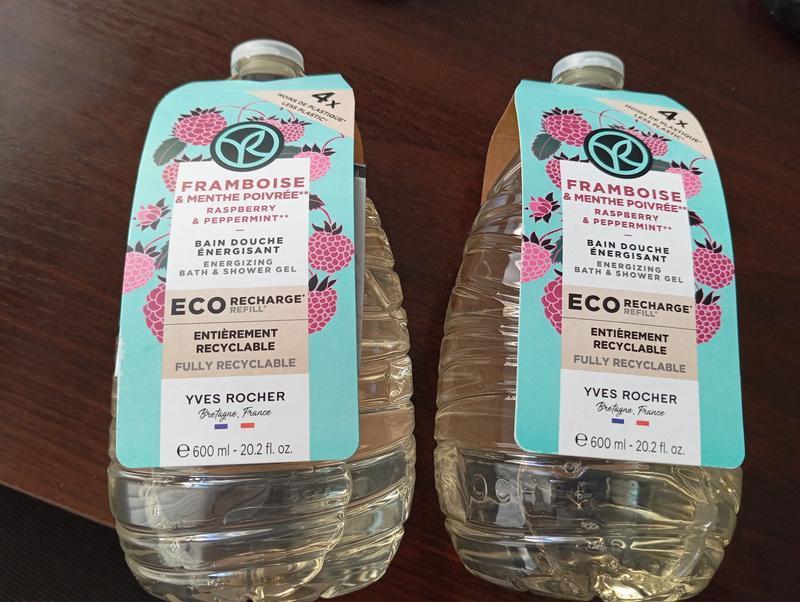 4x
MOINS DE PLASTIQUE*
LESS PLASTIC*
FRAMBOISE
& MENTHE POIVRÉE**
RASPBERRY
& PEPPERMINT**
BAIN DOUCHE
ÉNERGISANT
ENERGIZING
BATH & SHOWER GEL
ECO RECHARGE*
REFILL*
ENTIÈREMENT
RECYCLABLE
FULLY RECYCLABLE
YVES ROCHER
Bretagne, France
℮ 600 ml - 20.2 fl. oz.
4x
MOINS DE PLASTIQUE*
LESS PLASTIC*
FRAMBOISE
& MENTHE POIVRÉE**
RASPBERRY
& PEPPERMINT**
BAIN DOUCHE
ÉNERGISANT
ENERGIZING
BATH & SHOWER GEL
ECO RECHARGE*
REFILL*
ENTIÈREMENT
RECYCLABLE
FULLY RECYCLABLE
YVES ROCHER
Bretagne, France
℮ 600 ml - 20.2 fl. oz.